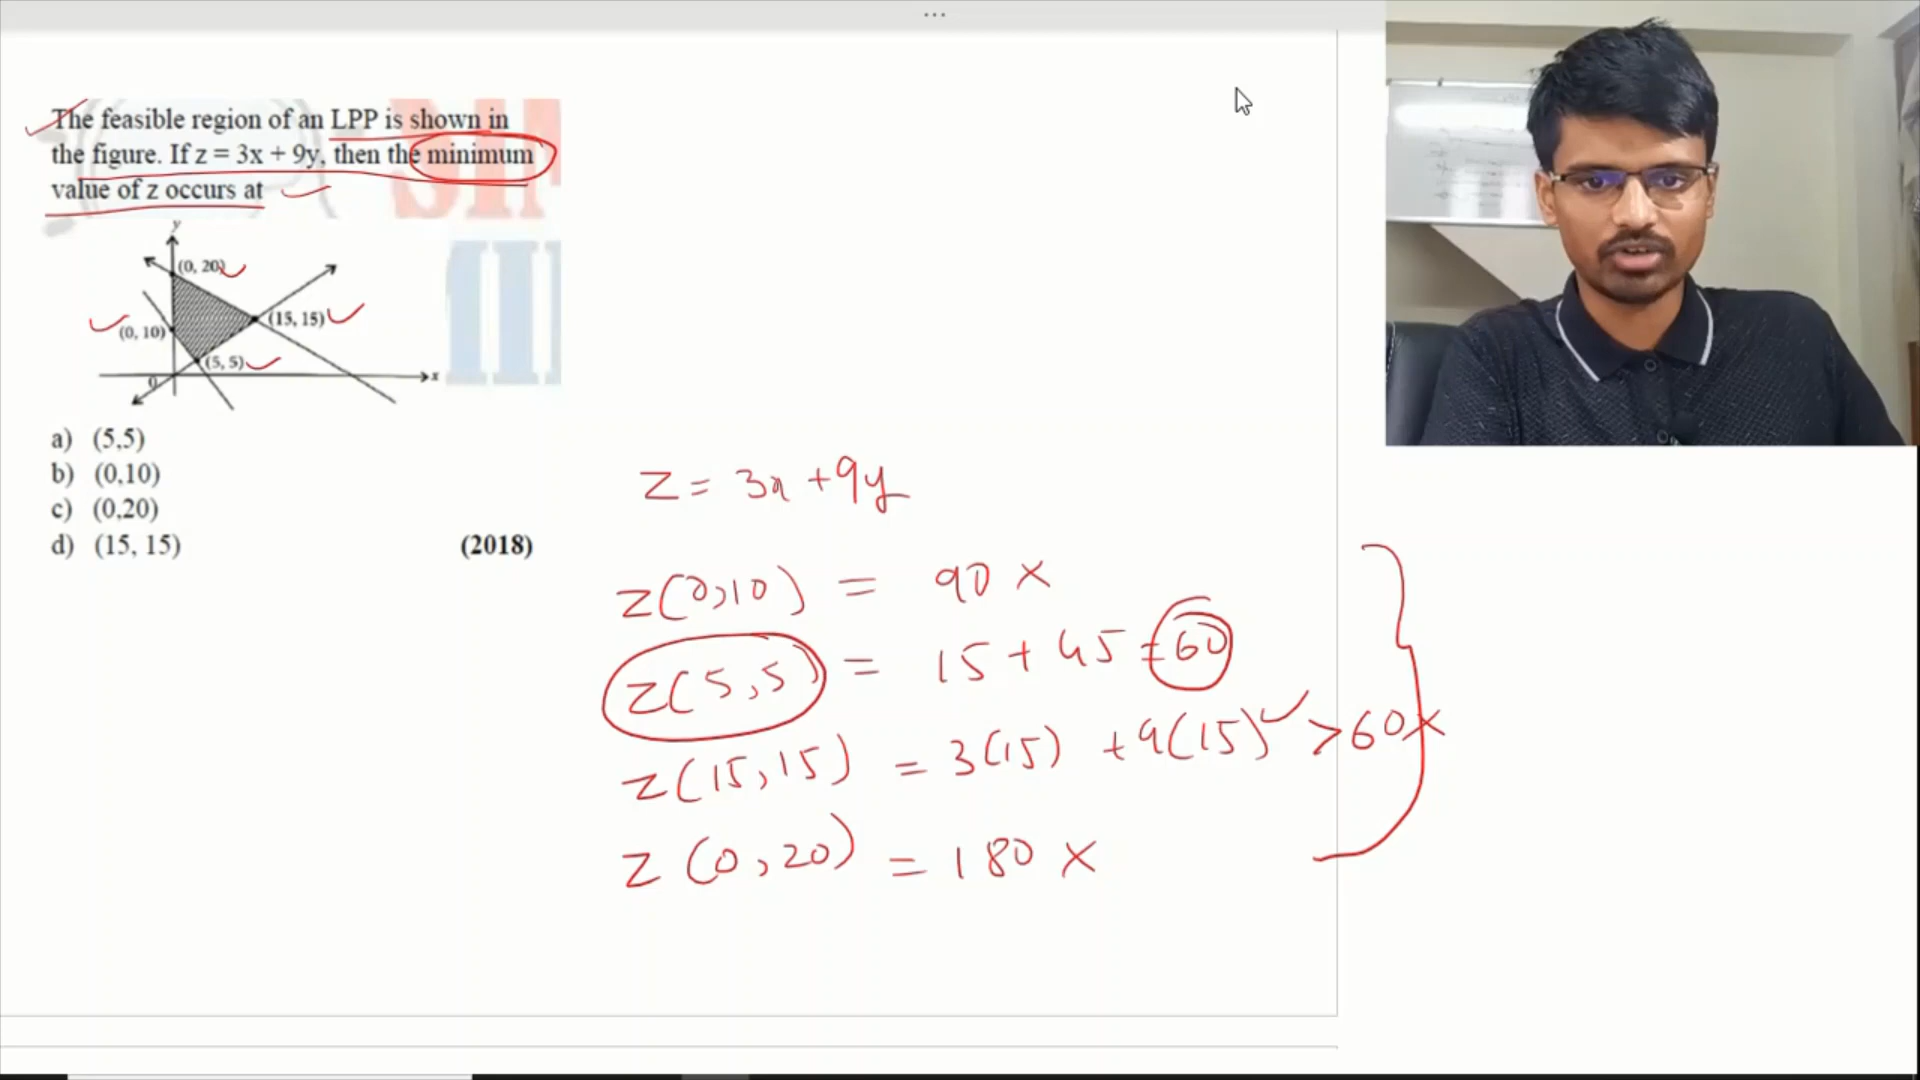 The feasible region of an LPP is shown in
the figure. If z = 3x + 9y, then the minimum
value of z occurs at
y
(0, 20)
(15, 15)
(0, 10)
(5, 5)
0
x
a) (5,5)
b) (0,10)
c) (0,20)
d) (15, 15) (2018)
z = 3x + 9y
z(0,10) = 90 ×
z(5,5) = 15 + 45 = 60
z(15,15) = 3(15) + 9(15) > 60 ×
z(0,20) = 180 ×